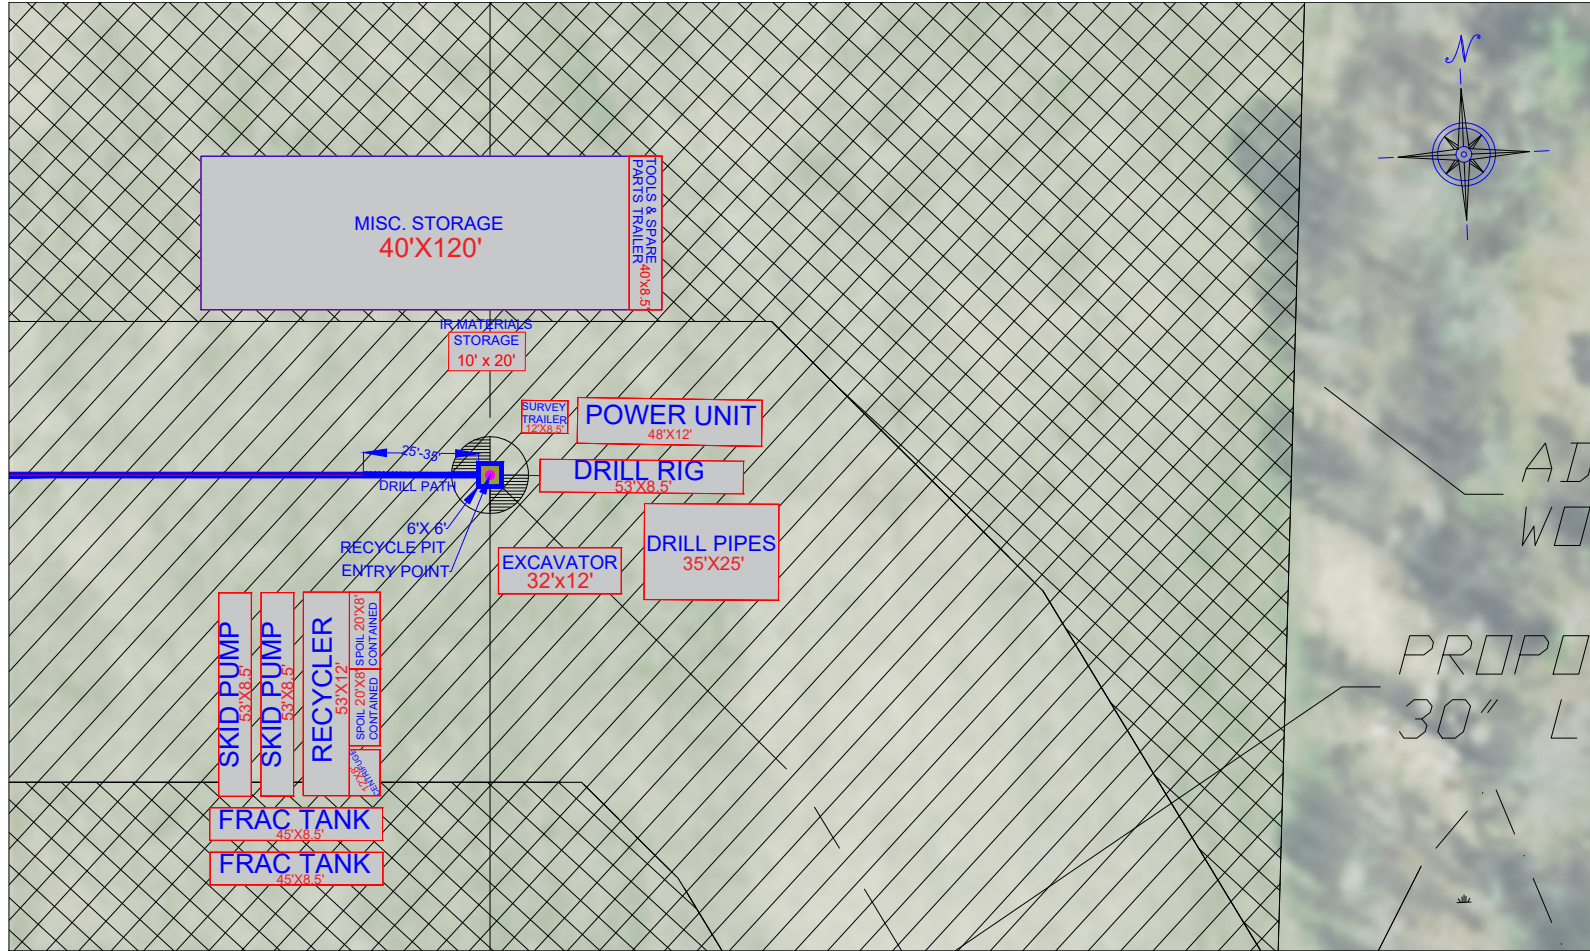 N
MISC. STORAGE
40'X120'
TOOLS & SPARE
PARTS TRAILER
40'x8.5'
IR MATERIALS
STORAGE
10' x 20'
SURVEY
TRAILER
12'X8.5'
POWER UNIT
48'X12'
25'-35'
DRILL PATH
DRILL RIG
53'X8.5'
6'X 6'
RECYCLE PIT
ENTRY POINT
EXCAVATOR
32'x12'
DRILL PIPES
35'X25'
SKID PUMP
53'X8.5'
SKID PUMP
53'X8.5'
RECYCLER
53'X12'
SPOIL 20'X8'
CONTAINED
SPOIL 20'X8'
CONTAINED
CENTRIFUGE
12'X8'
FRAC TANK
45'X8.5'
FRAC TANK
45'X8.5'
AD
WO
PROPO
30" L